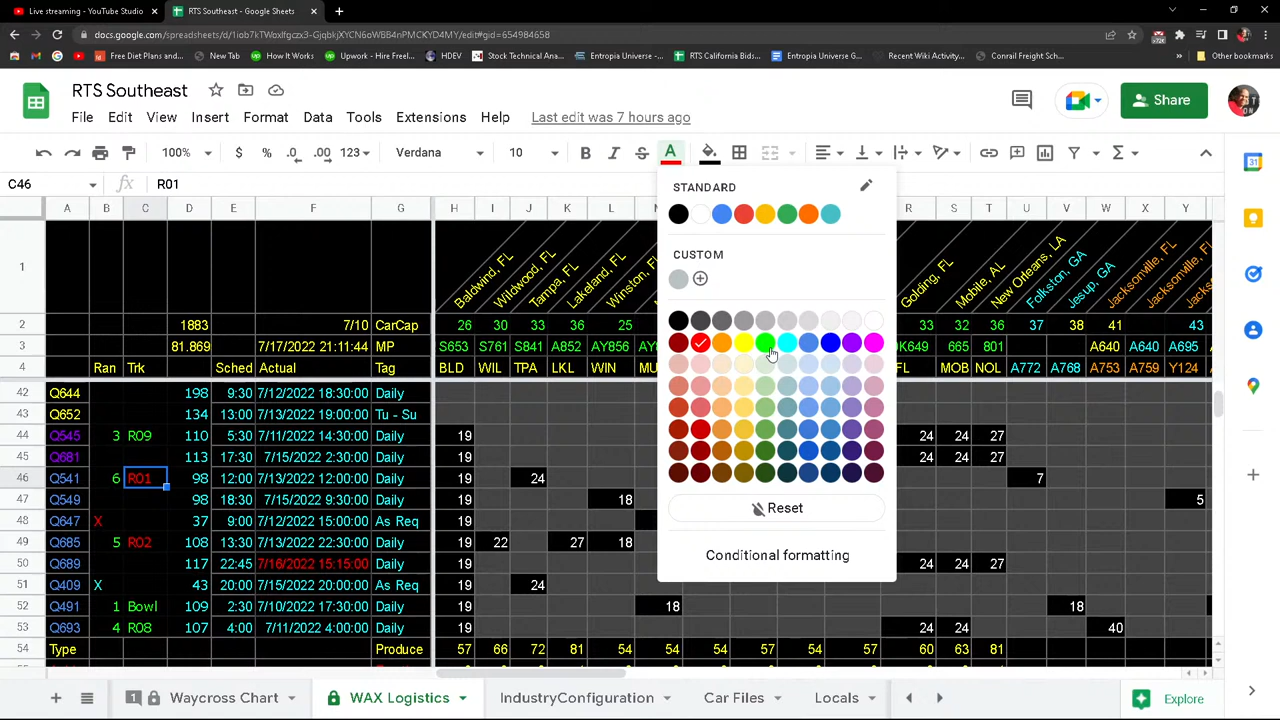 Live streaming - YouTube Studio
RTS Southeast - Google Sheets
docs.google.com/spreadsheets/d/1iob7kTWoxlfgczx3-GjqbkjXYCN6oWBB4nPMCKYD4MY/edit#gid=654984658
Free Diet Plans and... New Tab How It Works Upwork - Hire Freel... HDEV Stock Technical Ana... Entropia Universe -... RTS California Bids... Entropia Universe G... Recent Wiki Activity... Conrail Freight Sch... Other bookmarks
RTS Southeast
File Edit View Insert Format Data Tools Extensions Help Last edit was 7 hours ago
Share
100% $ % .0 .00 123 Verdana 10 B I S A
C46 fx R01
STANDARD
CUSTOM
Reset
Conditional formatting
A B C D E F G H I J K L R S T U V W X Y
1 Baldwind, FL Wildwood, FL Tampa, FL Lakeland, FL Winston, FL Golding, FL Mobile, AL New Orleans, LA Folkston, GA Jesup, GA Jacksonville, FL Jacksonville, FL Jacksonville, FL
2 1883 7/10 CarCap 26 30 33 36 25 33 32 36 37 38 41 43
3 81.869 7/17/2022 21:11:44 MP S653 S761 S841 A852 AY856 K649 665 801 A640 A640 A695
4 Ran Trk Sched Actual Tag BLD WIL TPA LKL WIN FL MOB NOL A772 A768 A753 A759 Y124
42 Q644 198 9:30 7/12/2022 18:30:00 Daily
43 Q652 134 13:00 7/13/2022 19:00:00 Tu - Su
44 Q545 3 R09 110 5:30 7/11/2022 14:30:00 Daily 19 24 24 27
45 Q681 113 17:30 7/15/2022 2:30:00 Daily 19 24 24 27
46 Q541 6 R01 98 12:00 7/13/2022 12:00:00 Daily 19 24 7
47 Q549 98 18:30 7/15/2022 9:30:00 Daily 19 18 5
48 Q647 X 37 9:00 7/12/2022 15:00:00 As Req 19
49 Q685 5 R02 108 13:30 7/13/2022 22:30:00 Daily 19 22 27 18
50 Q689 117 22:45 7/16/2022 15:15:00 Daily 19 24 24 27
51 Q409 X 43 20:00 7/15/2022 20:00:00 As Req 19 24
52 Q491 1 Bowl 109 2:30 7/10/2022 17:30:00 Daily 19 18 18
53 Q693 4 R08 107 4:00 7/11/2022 4:00:00 Daily 19 24 24 40
54 Type Produce 57 66 72 81 54 54 54 57 54 57 60 63 81
Waycross Chart WAX Logistics IndustryConfiguration Car Files Locals Explore